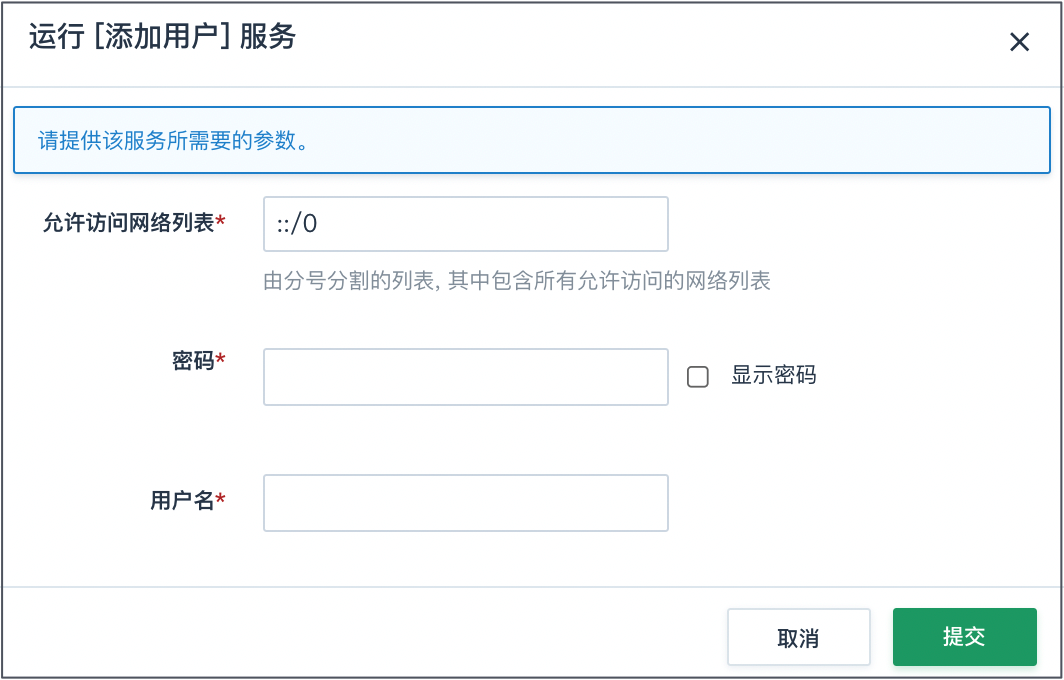 运行 [添加用户] 服务
请提供该服务所需要的参数。
允许访问网络列表*
::/0
由分号分割的列表, 其中包含所有允许访问的网络列表
密码*
显示密码
用户名*
取消
提交